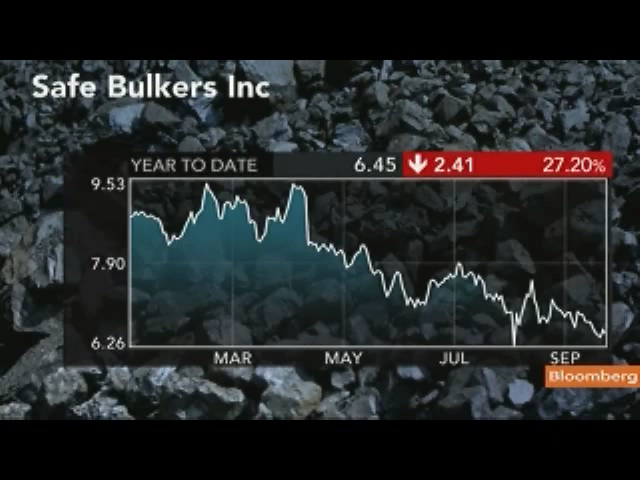 Safe Bulkers Inc
YEAR TO DATE 6.45 2.41 27.20%
9.53
7.90
6.26
MAR MAY JUL SEP
Bloomberg